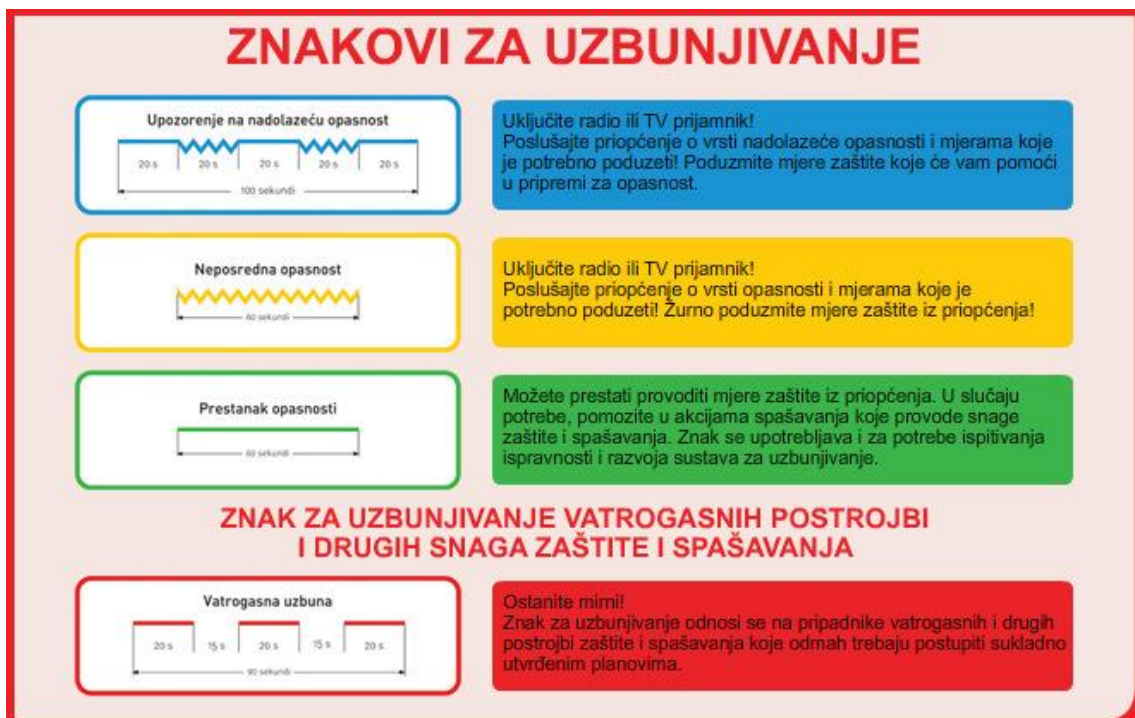 ZNAKOVI ZA UZBUNJIVANJE
Upozorenje na nadolazeću opasnost
20 s 20 s 20 s 20 s 20 s
100 sekundi
Uključite radio ili TV prijamnik!
Poslušajte priopćenje o vrsti nadolazeće opasnosti i mjerama koje
je potrebno poduzeti! Poduzmite mjere zaštite koje če vam pomoći
u pripremi za opasnost.
Neposredna opasnost
60 sekundi
Uključite radio ili TV prijamnik!
Poslušajte priopćenje o vrsti opasnosti i mjerama koje je
potrebno poduzeti! Žurno poduzmite mjere zaštite iz priopćenja!
Prestanak opasnosti
60 sekundi
Možete prestati provoditi mjere zaštite iz priopćenja. U slučaju
potrebe, pomozite u akcijama spašavanja koje provode snage
zaštite i spašavanja. Znak se upotrebljava i za potrebe ispitivanja
ispravnosti i razvoja sustava za uzbunjivanje.
ZNAK ZA UZBUNJIVANJE VATROGASNIH POSTROJBI
I DRUGIH SNAGA ZAŠTITE I SPAŠAVANJA
Vatrogasna uzbuna
20 s 15 s 20 s 15 s 20 s
90 sekundi
Ostanite mirni!
Znak za uzbunjivanje odnosi se na pripadnike vatrogasnih i drugih
postrojbi zaštite i spašavanja koje odmah trebaju postupiti sukladno
utvrđenim planovima.